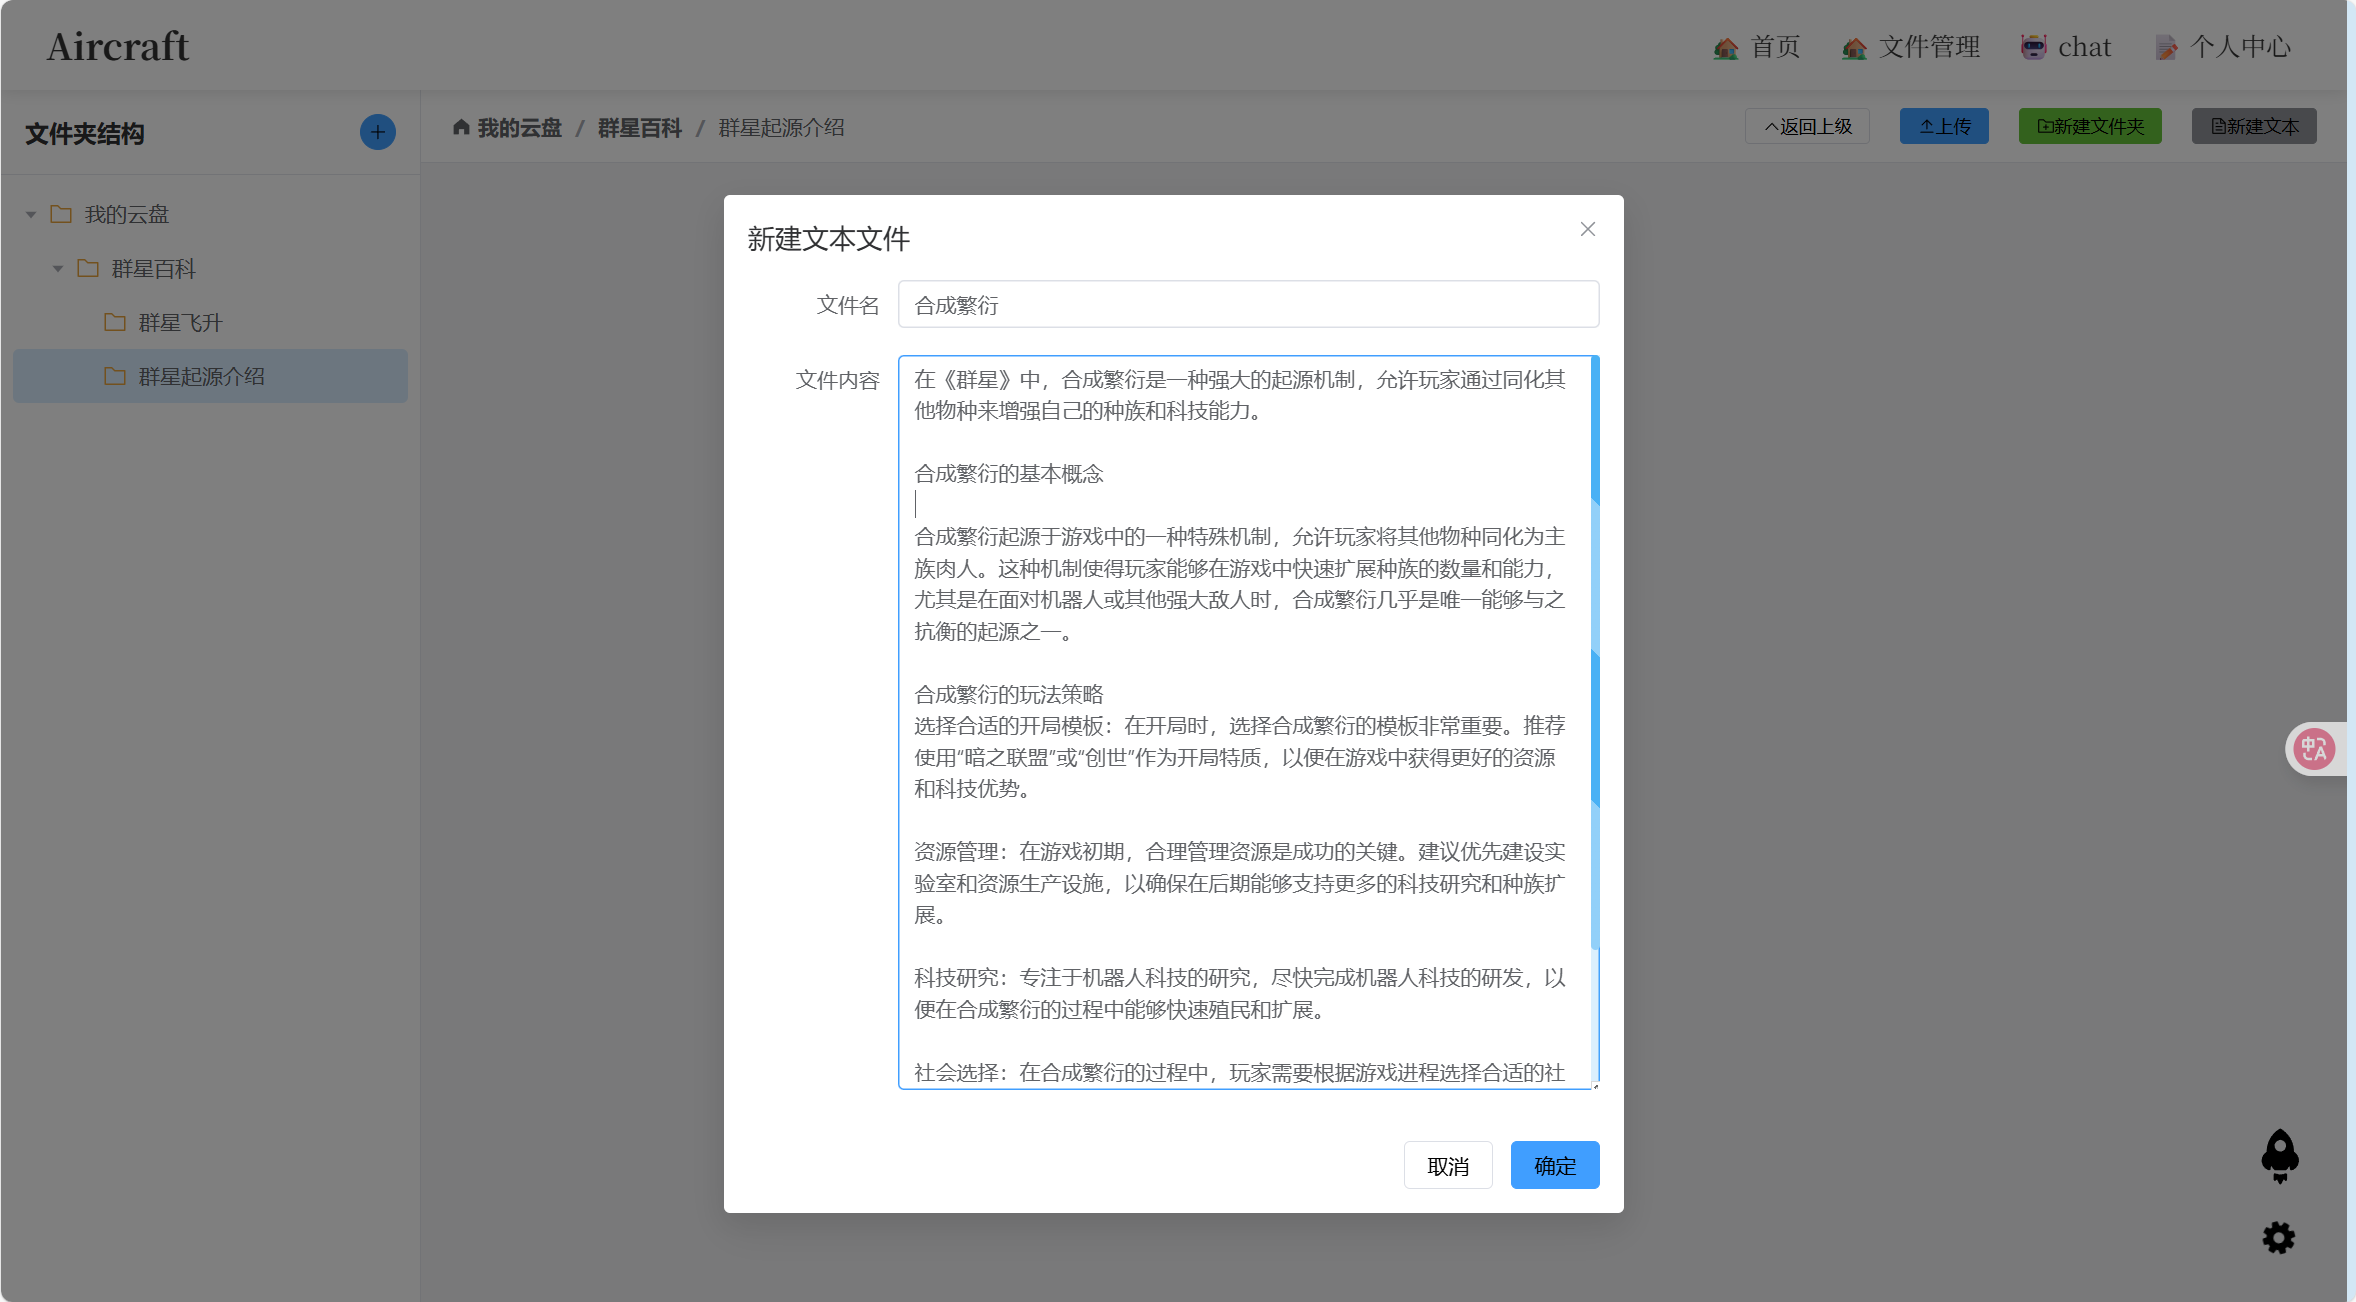 Aircraft
首页
文件管理
chat
个人中心
文件夹结构
我的云盘 / 群星百科 / 群星起源介绍
返回上级
上传
新建文件夹
新建文本
我的云盘
群星百科
群星飞升
群星起源介绍
新建文本文件
文件名
合成繁衍
文件内容
在《群星》中，合成繁衍是一种强大的起源机制，允许玩家通过同化其
他物种来增强自己的种族和科技能力。
合成繁衍的基本概念
合成繁衍起源于游戏中的一种特殊机制，允许玩家将其他物种同化为主
族肉人。这种机制使得玩家能够在游戏中快速扩展种族的数量和能力，
尤其是在面对机器人或其他强大敌人时，合成繁衍几乎是唯一能够与之
抗衡的起源之一。
合成繁衍的玩法策略
选择合适的开局模板：在开局时，选择合成繁衍的模板非常重要。推荐
使用“暗之联盟”或“创世”作为开局特质，以便在游戏中获得更好的资源
和科技优势。
资源管理：在游戏初期，合理管理资源是成功的关键。建议优先建设实
验室和资源生产设施，以确保在后期能够支持更多的科技研究和种族扩
展。
科技研究：专注于机器人科技的研究，尽快完成机器人科技的研发，以
便在合成繁衍的过程中能够快速殖民和扩展。
社会选择：在合成繁衍的过程中，玩家需要根据游戏进程选择合适的社
取消
确定
中A